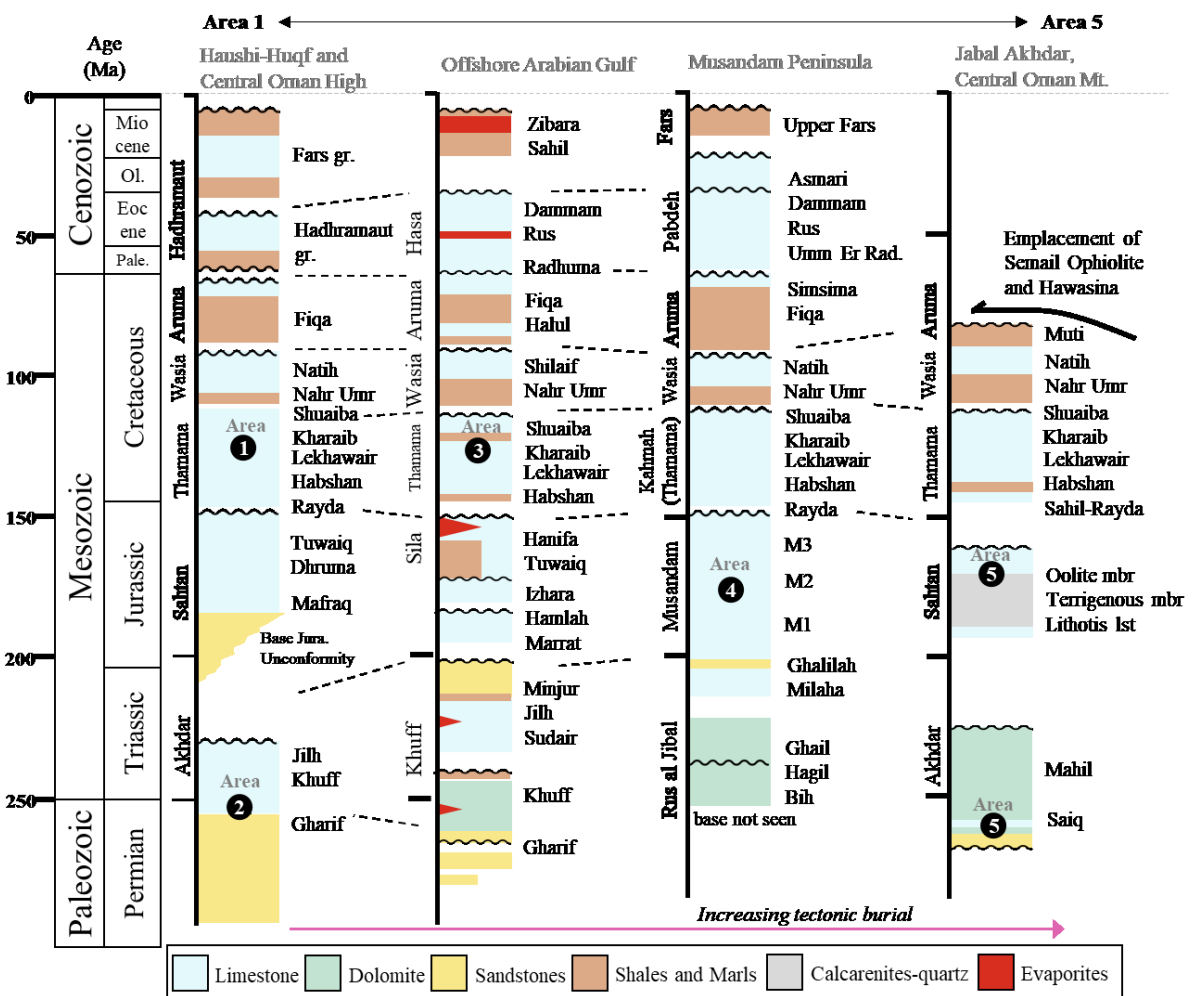 Area 1
Area 5
Age
(Ma)
Haushi-Huqf and
Central Oman High
Offshore Arabian Gulf
Musandam Peninsula
Jabal Akhdar,
Central Oman Mt.
0
50
100
150
200
250
Cenozoic
Mesozoic
Paleozoic
Mio
cene
Ol.
Eoc
ene
Pale.
Cretaceous
Jurassic
Triassic
Permian
Hadhramaut
Aruma
Wasia
Thamama
Sahtan
Akhdar
Fars gr.
Hadhramaut
gr.
Fiqa
Natih
Nahr Umr
Shuaiba
Kharaib
Lekhawair
Habshan
Rayda
Tuwaiq
Dhruma
Mafraq
Base Jura.
Unconformity
Jilh
Khuff
Gharif
Area
1
Area
2
Hasa
Aruma
Wasia
Thamama
Sila
Khuff
Zibara
Sahil
Dammam
Rus
Radhuma
Fiqa
Halul
Shilaif
Nahr Umr
Shuaiba
Kharaib
Lekhawair
Habshan
Hanifa
Tuwaiq
Izhara
Hamlah
Marrat
Minjur
Jilh
Sudair
Khuff
Gharif
Area
3
Fars
Pabdeh
Aruma
Wasia
Kahmah
(Thamama)
Musandam
Rus al Jibal
Upper Fars
Asmari
Dammam
Rus
Umm Er Rad.
Simsima
Fiqa
Natih
Nahr Umr
Shuaiba
Kharaib
Lekhawair
Habshan
Rayda
M3
M2
M1
Ghalilah
Milaha
Ghail
Hagil
Bih
base not seen
Area
4
Aruma
Wasia
Thamama
Sahtan
Akhdar
Emplacement of
Semail Ophiolite
and Hawasina
Muti
Natih
Nahr Umr
Shuaiba
Kharaib
Lekhawair
Habshan
Sahil-Rayda
Oolite mbr
Terrigenous mbr
Lithotis lst
Mahil
Saiq
Area
5
Area
5
Increasing tectonic burial
Limestone
Dolomite
Sandstones
Shales and Marls
Calcarenites-quartz
Evaporites